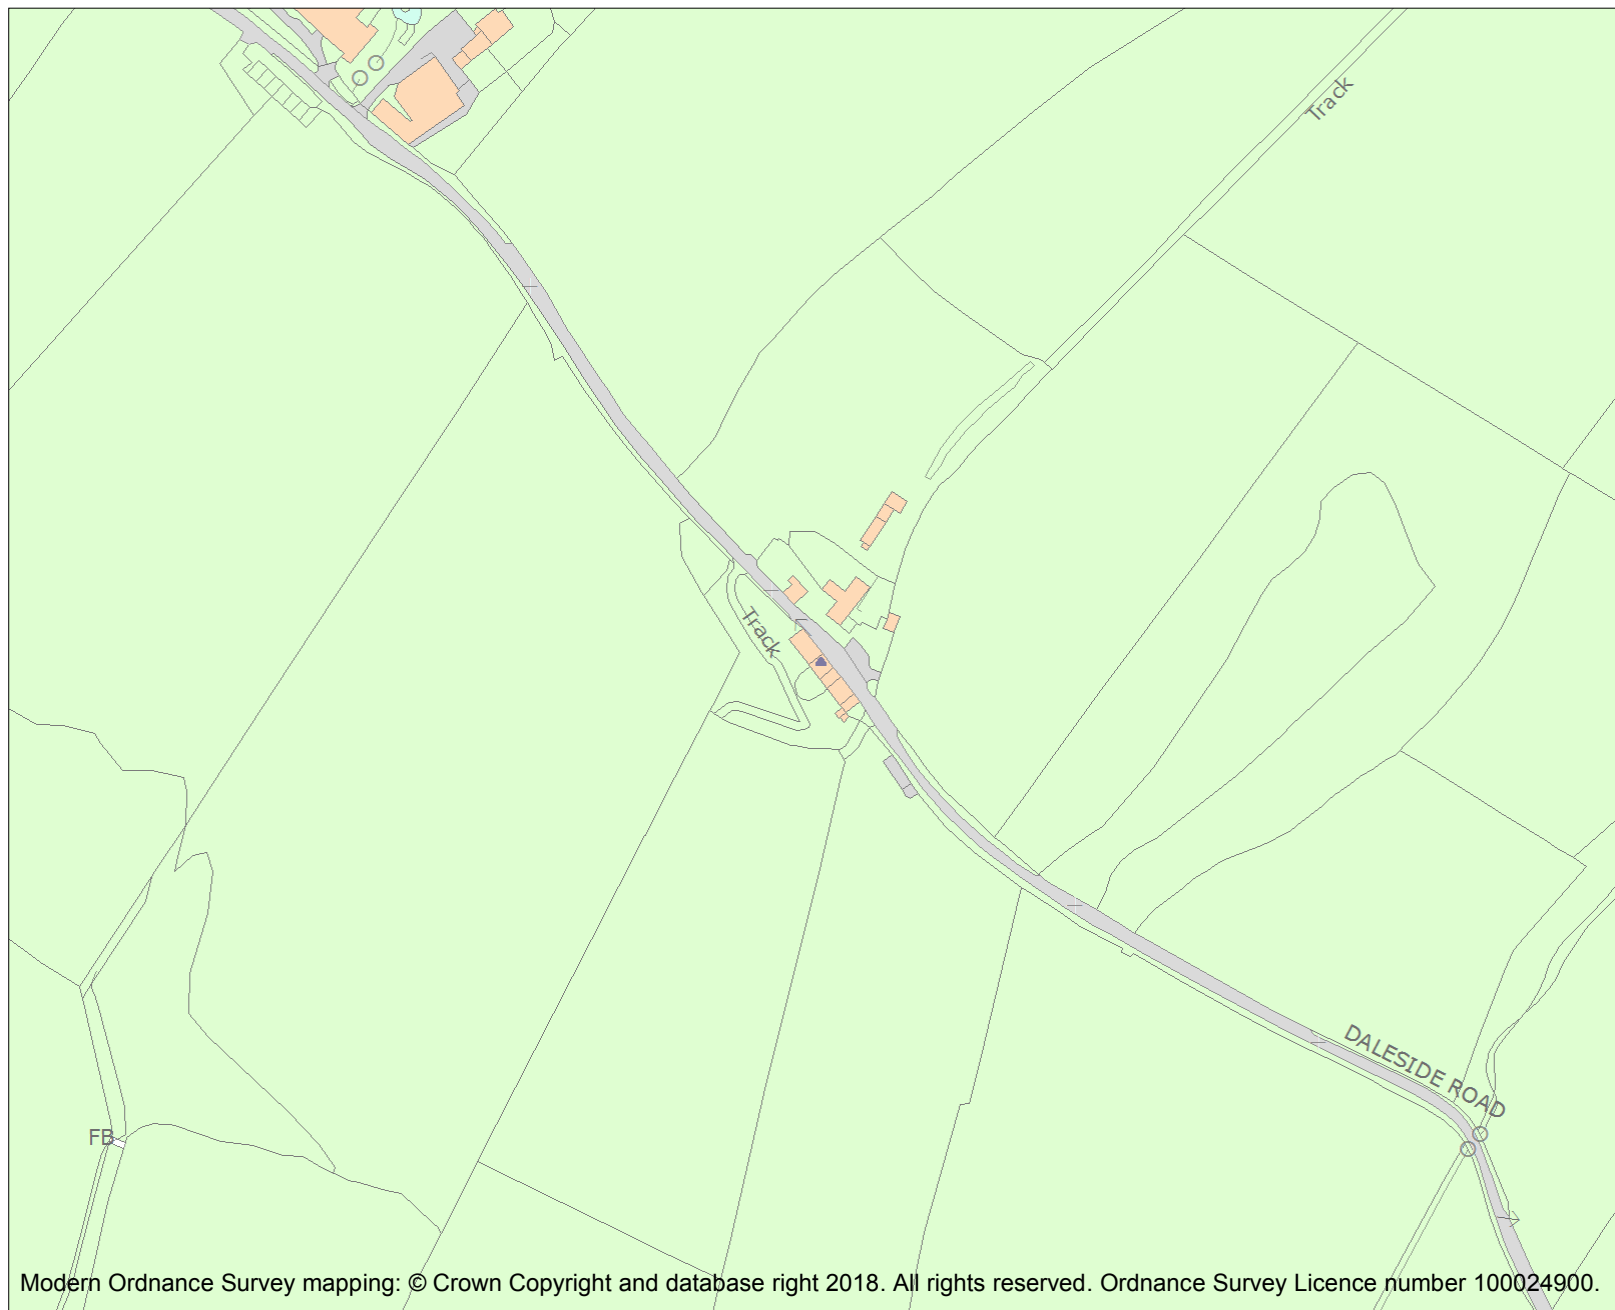 Track
Track
DALESIDE ROAD
FB
Modern Ordnance Survey mapping: © Crown Copyright and database right 2018. All rights reserved. Ordnance Survey Licence number 100024900.